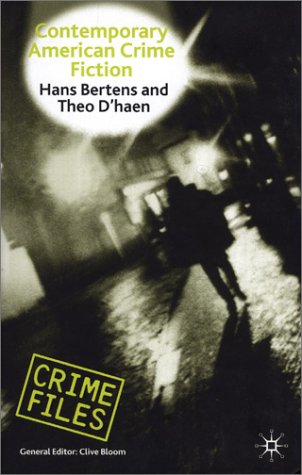 Contemporary
American Crime
Fiction
Hans Bertens and
Theo D'haen
CRIME
FILES
General Editor: Clive Bloom